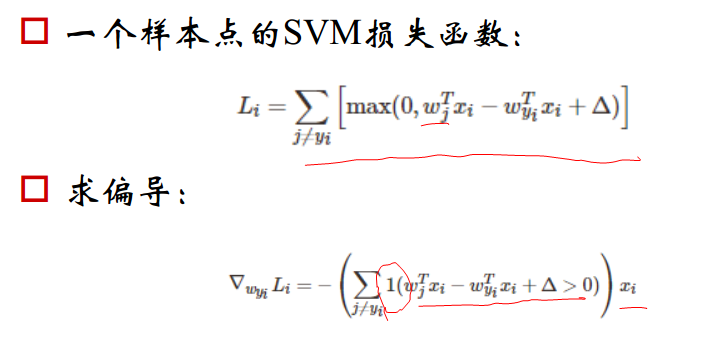 一个样本点的SVM损失函数：
L_i = \sum_{j \neq y_i} \left[ \max(0, w_j^T x_i - w_{y_i}^T x_i + \Delta) \right]
求偏导：
\nabla_{w_{y_i}} L_i = - \left( \sum_{j \neq y_i} 1(w_j^T x_i - w_{y_i}^T x_i + \Delta > 0) \right) x_i